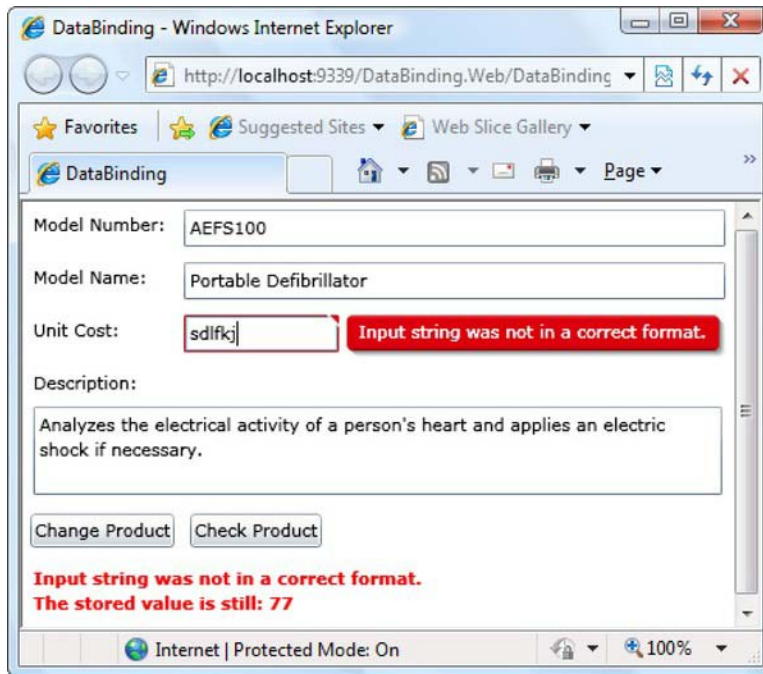 DataBinding - Windows Internet Explorer
http://localhost:9339/DataBinding.Web/DataBinding
Favorites Suggested Sites Web Slice Gallery
DataBinding Page »
Model Number: AEFS100
Model Name: Portable Defibrillator
Unit Cost: sdlfkj Input string was not in a correct format.
Description:
Analyzes the electrical activity of a person's heart and applies an electric
shock if necessary.
Change Product Check Product
Input string was not in a correct format.
The stored value is still: 77
Internet | Protected Mode: On 100%